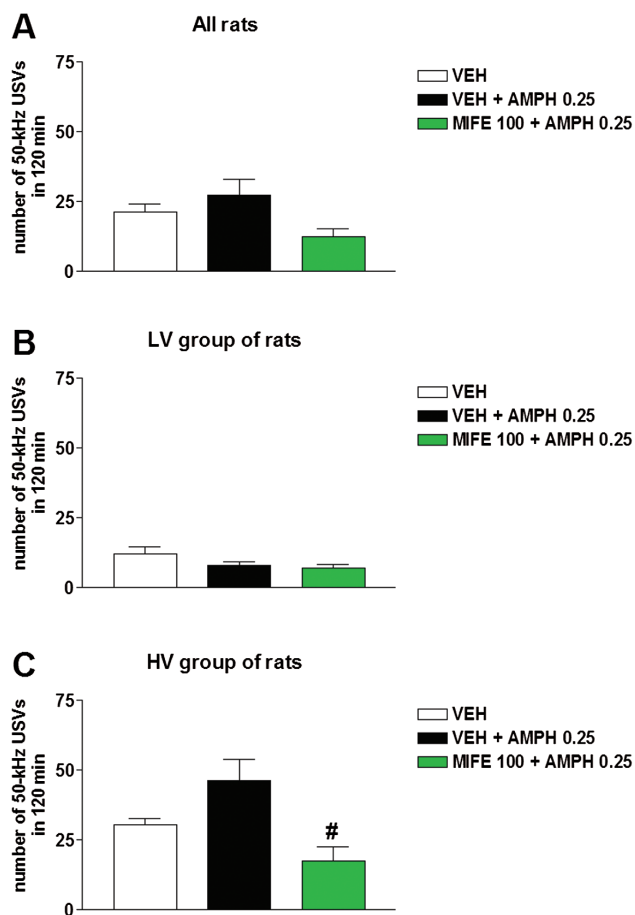 A
All rats
number of 50-kHz USVs
in 120 min
75
50
25
0
VEH
VEH + AMPH 0.25
MIFE 100 + AMPH 0.25
B
LV group of rats
number of 50-kHz USVs
in 120 min
75
50
25
0
VEH
VEH + AMPH 0.25
MIFE 100 + AMPH 0.25
C
HV group of rats
number of 50-kHz USVs
in 120 min
75
50
25
0
#
VEH
VEH + AMPH 0.25
MIFE 100 + AMPH 0.25